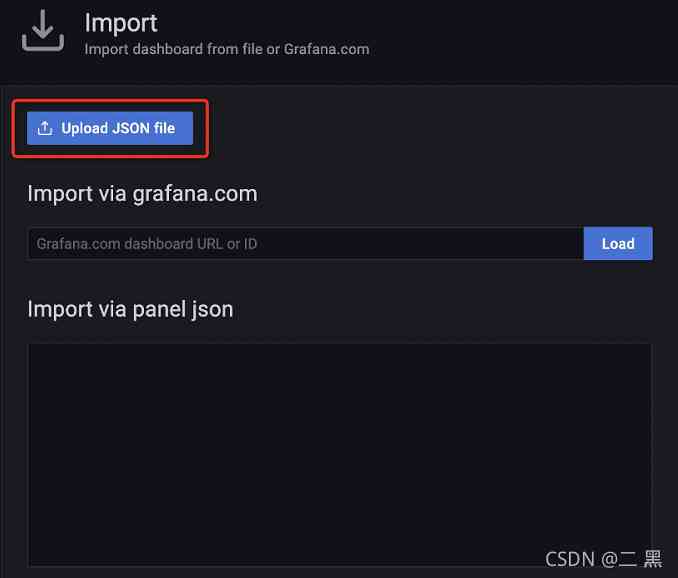 Import
Import dashboard from file or Grafana.com
Upload JSON file
Import via grafana.com
Grafana.com dashboard URL or ID
Load
Import via panel json
CSDN @二 黑